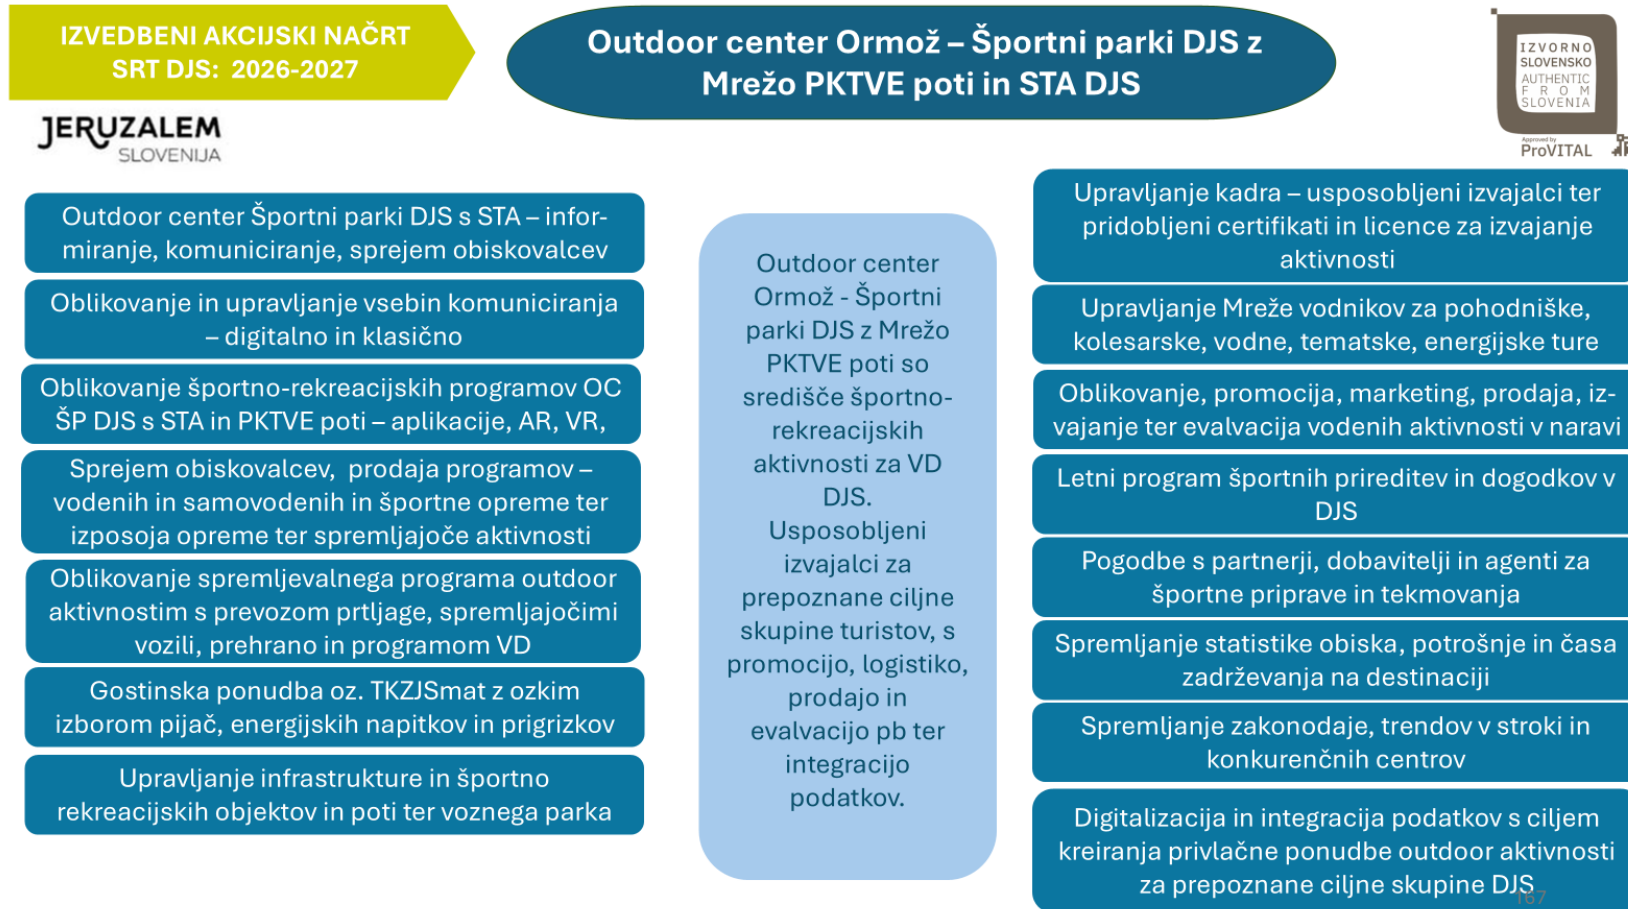 IZVEDBENI AKCIJSKI NAČRT
SRT DJS: 2026-2027
Outdoor center Ormož – Športni parki DJS z
Mrežo PKTVE poti in STA DJS
IZVORNO
SLOVENSKO
AUTHENTIC
FROM
SLOVENIA
Approved by
ProVITAL
JERUZALEM
SLOVENIJA
Outdoor center Športni parki DJS s STA – infor-
miranje, komuniciranje, sprejem obiskovalcev
Oblikovanje in upravljanje vsebin komuniciranja
– digitalno in klasično
Oblikovanje športno-rekreacijskih programov OC
ŠP DJS s STA in PKTVE poti – aplikacije, AR, VR,
Sprejem obiskovalcev, prodaja programov –
vodenih in samovodenih in športne opreme ter
izposoja opreme ter spremljajoče aktivnosti
Oblikovanje spremljevalnega programa outdoor
aktivnostim s prevozom prtljage, spremljajočimi
vozili, prehrano in programom VD
Gostinska ponudba oz. TKZJSmat z ozkim
izborom pijač, energijskih napitkov in prigrizkov
Upravljanje infrastrukture in športno
rekreacijskih objektov in poti ter voznega parka
Outdoor center
Ormož - Športni
parki DJS z Mrežo
PKTVE poti so
središče športno-
rekreacijskih
aktivnosti za VD
DJS.
Usposobljeni
izvajalci za
prepoznane ciljne
skupine turistov, s
promocijo, logistiko,
prodajo in
evalvacijo pb ter
integracijo
podatkov.
Upravljanje kadra – usposobljeni izvajalci ter
pridobljeni certifikati in licence za izvajanje
aktivnosti
Upravljanje Mreže vodnikov za pohodniške,
kolesarske, vodne, tematske, energijske ture
Oblikovanje, promocija, marketing, prodaja, iz-
vajanje ter evalvacija vodenih aktivnosti v naravi
Letni program športnih prireditev in dogodkov v
DJS
Pogodbe s partnerji, dobavitelji in agenti za
športne priprave in tekmovanja
Spremljanje statistike obiska, potrošnje in časa
zadrževanja na destinaciji
Spremljanje zakonodaje, trendov v stroki in
konkurenčnih centrov
Digitalizacija in integracija podatkov s ciljem
kreiranja privlačne ponudbe outdoor aktivnosti
za prepoznane ciljne skupine DJS
167